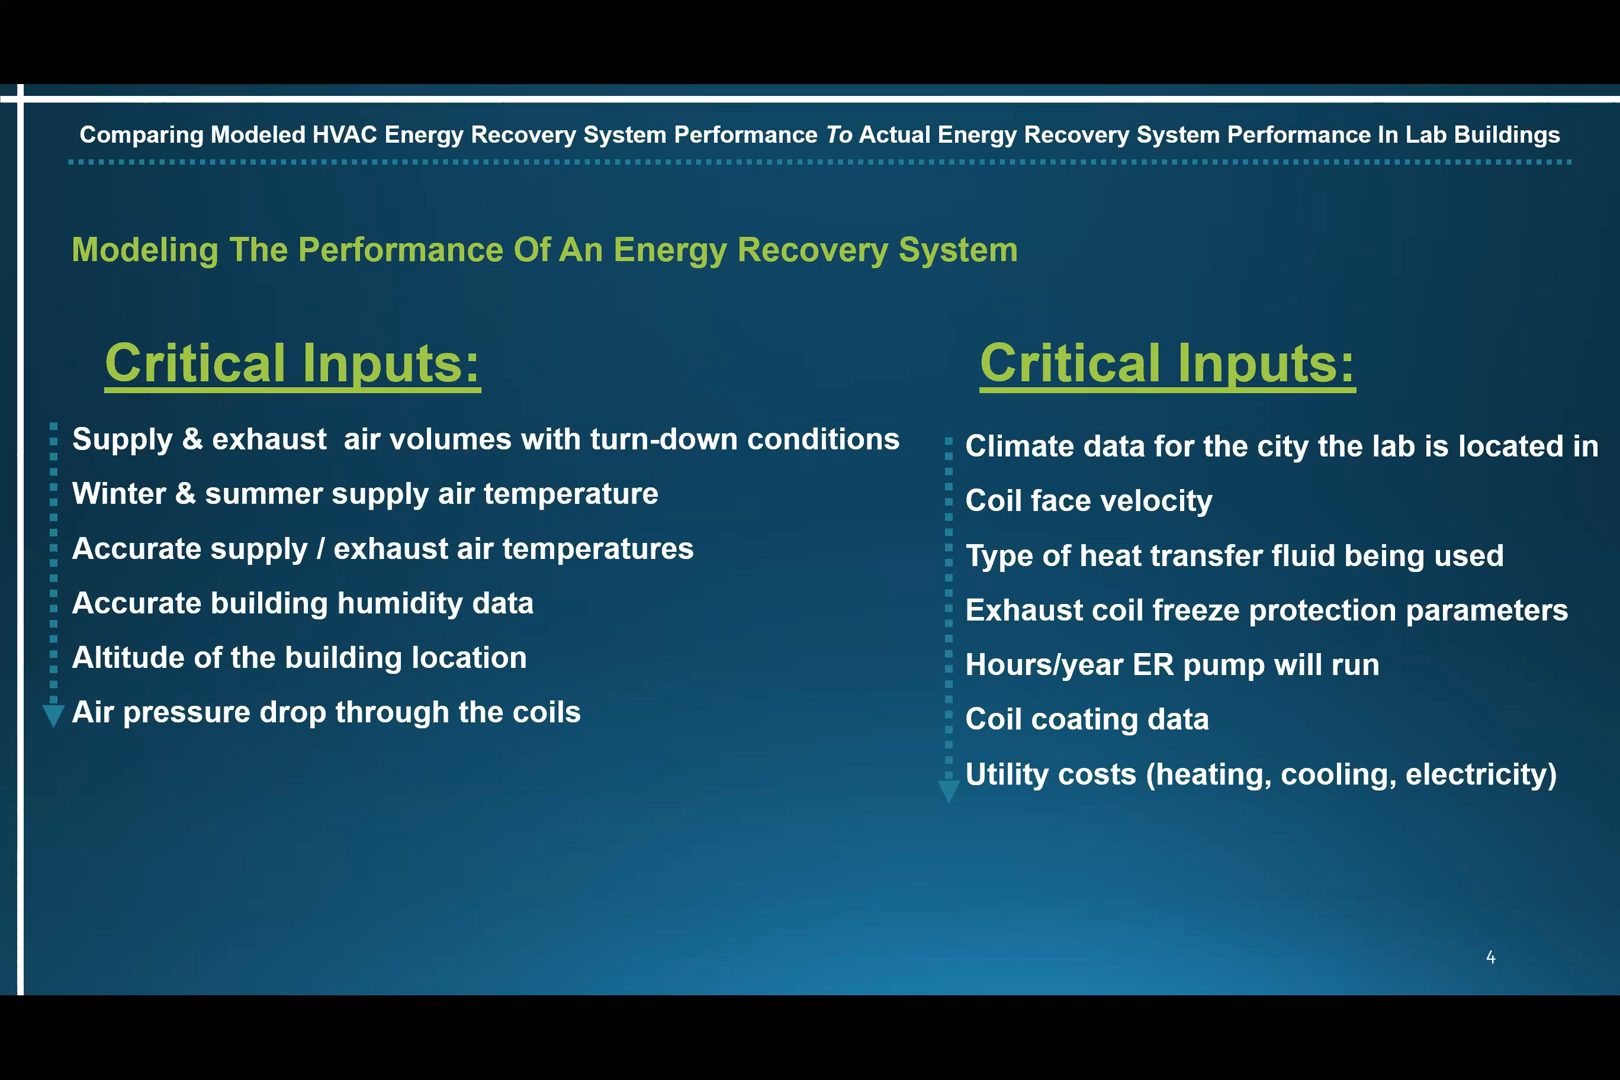 Comparing Modeled HVAC Energy Recovery System Performance To Actual Energy Recovery System Performance In Lab Buildings
Modeling The Performance Of An Energy Recovery System
Critical Inputs:
Supply & exhaust  air volumes with turn-down conditions
Winter & summer supply air temperature
Accurate supply / exhaust air temperatures
Accurate building humidity data
Altitude of the building location
Air pressure drop through the coils
Critical Inputs:
Climate data for the city the lab is located in
Coil face velocity
Type of heat transfer fluid being used
Exhaust coil freeze protection parameters
Hours/year ER pump will run
Coil coating data
Utility costs (heating, cooling, electricity)
4